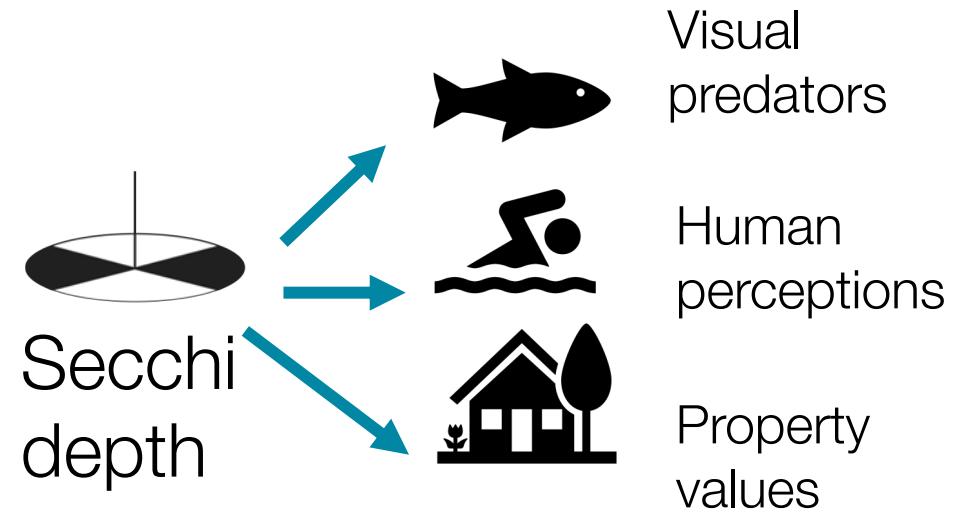 Secchi
depth
Visual
predators
Human
perceptions
Property
values